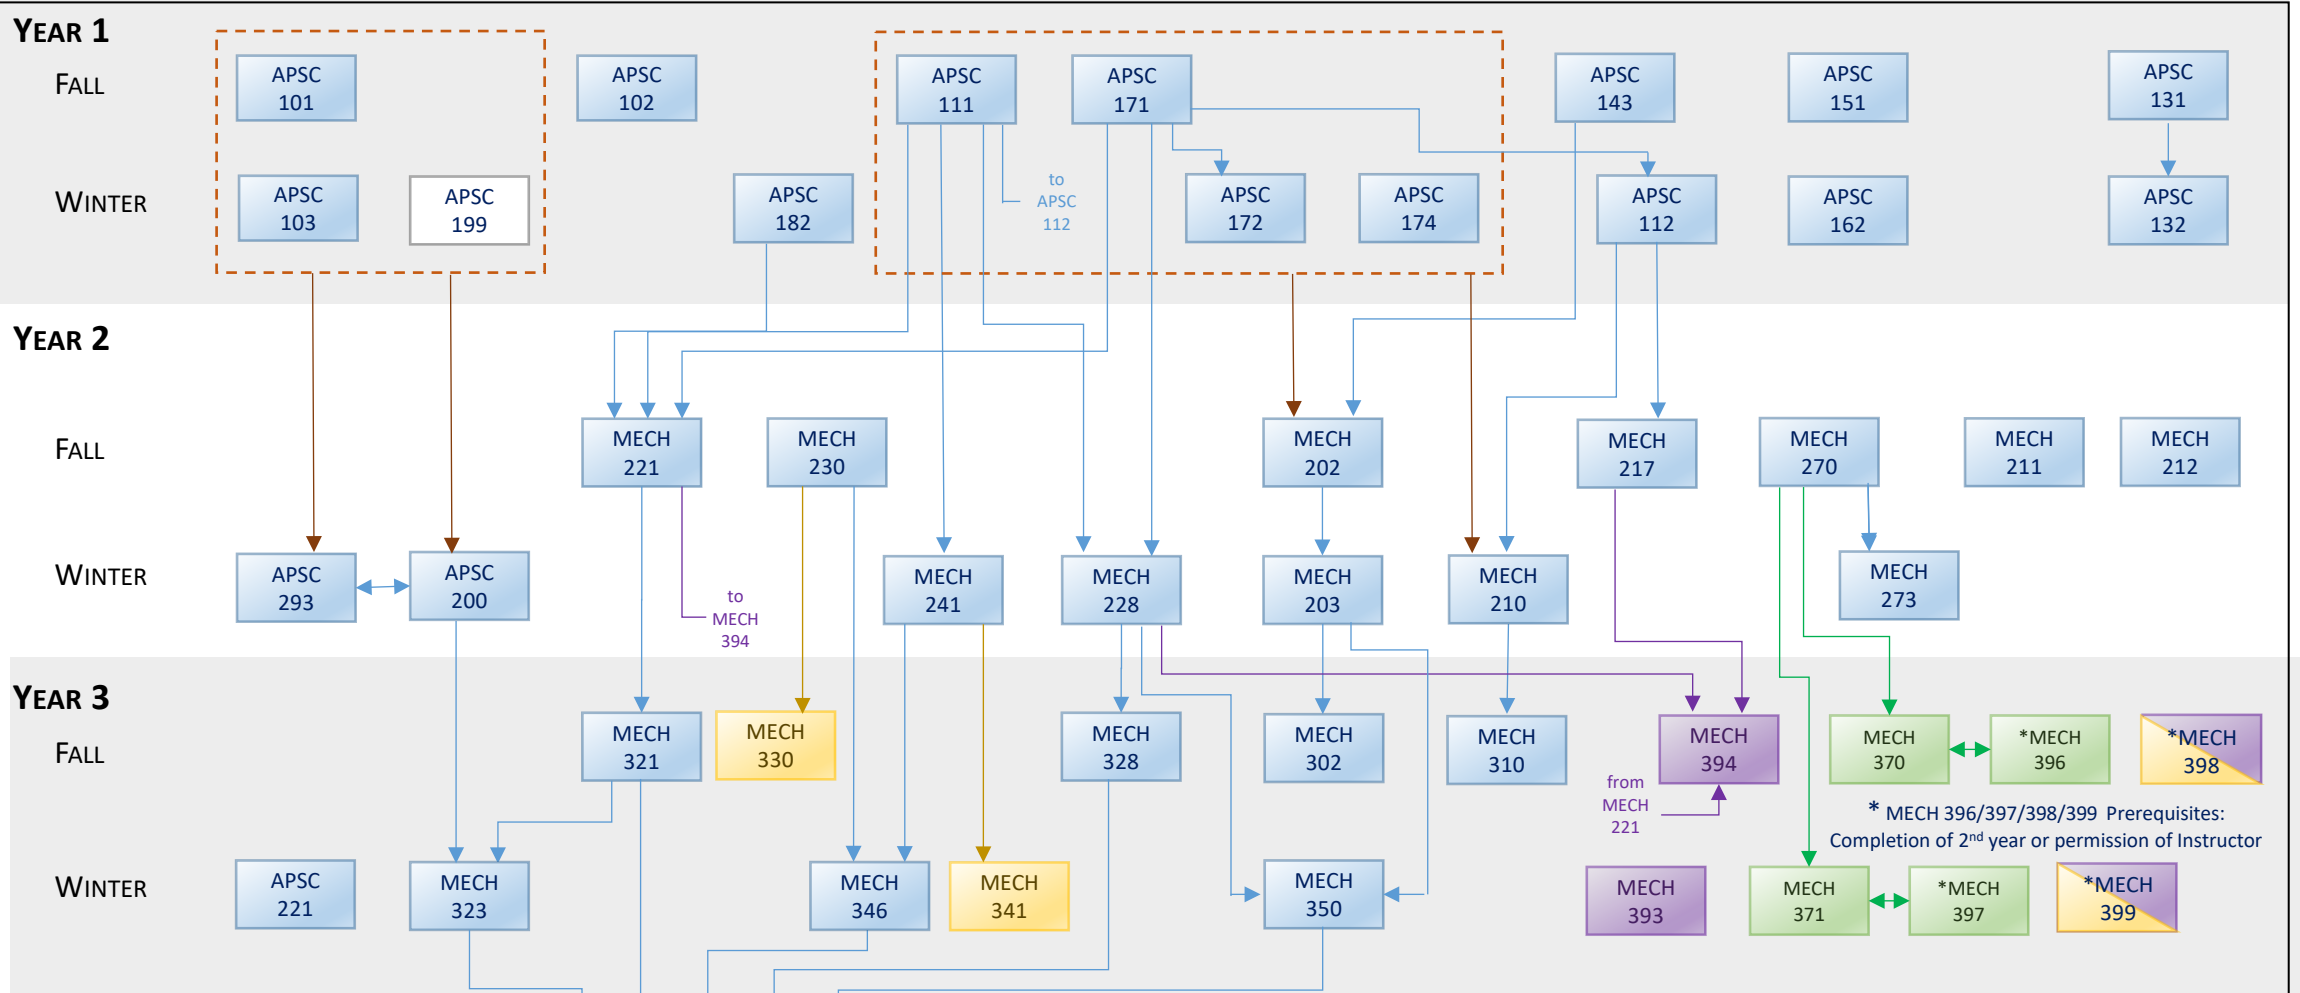 YEAR 1
FALL
APSC
101
APSC
102
APSC
111
APSC
171
APSC
143
APSC
151
APSC
131
WINTER
APSC
103
APSC
199
APSC
182
to
APSC
112
APSC
172
APSC
174
APSC
112
APSC
162
APSC
132
YEAR 2
FALL
MECH
221
MECH
230
MECH
202
MECH
217
MECH
270
MECH
211
MECH
212
WINTER
APSC
293
APSC
200
to
MECH
394
MECH
241
MECH
228
MECH
203
MECH
210
MECH
273
YEAR 3
FALL
MECH
321
MECH
330
MECH
328
MECH
302
MECH
310
MECH
394
MECH
370
*MECH
396
*MECH
398
from
MECH
221
* MECH 396/397/398/399 Prerequisites:
Completion of 2nd year or permission of Instructor
WINTER
APSC
221
MECH
323
MECH
346
MECH
341
MECH
350
MECH
393
MECH
371
*MECH
397
*MECH
399